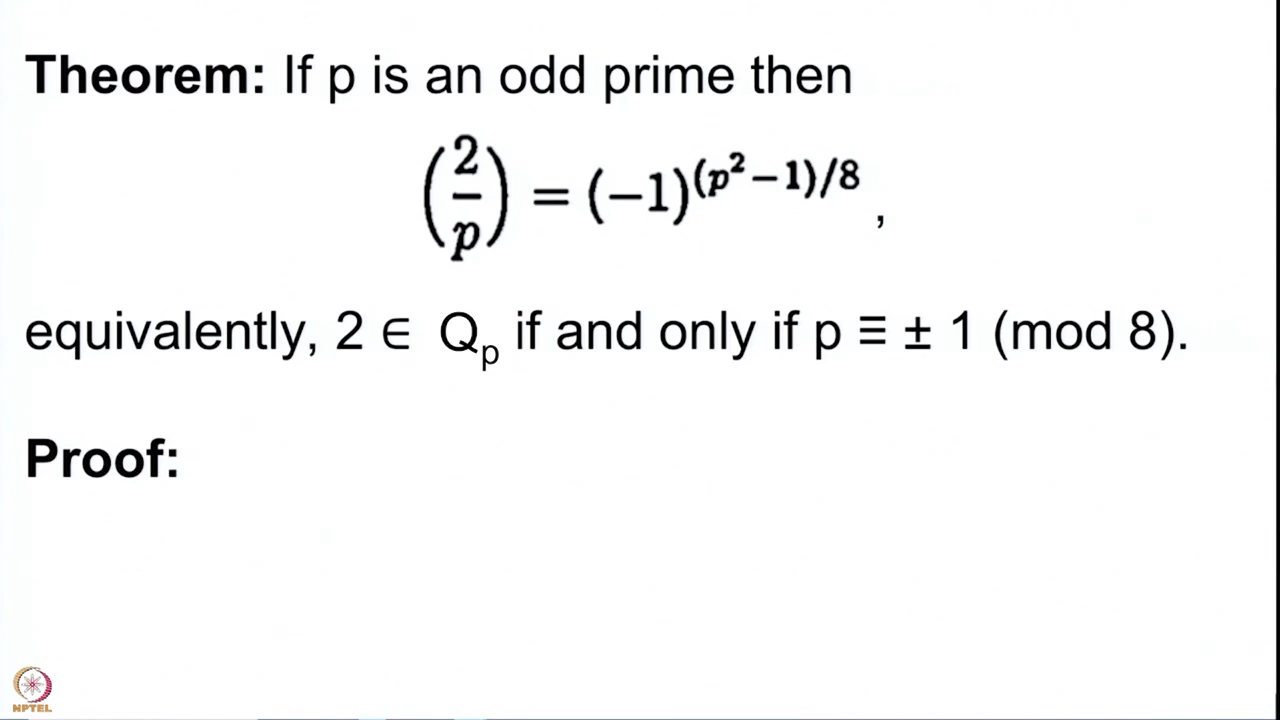 Theorem: If p is an odd prime then
(2/p) = (−1)^{(p²−1)/8} ,
equivalently, 2 ∈ Qₚ if and only if p ≡ ± 1 (mod 8).
Proof:
NPTEL